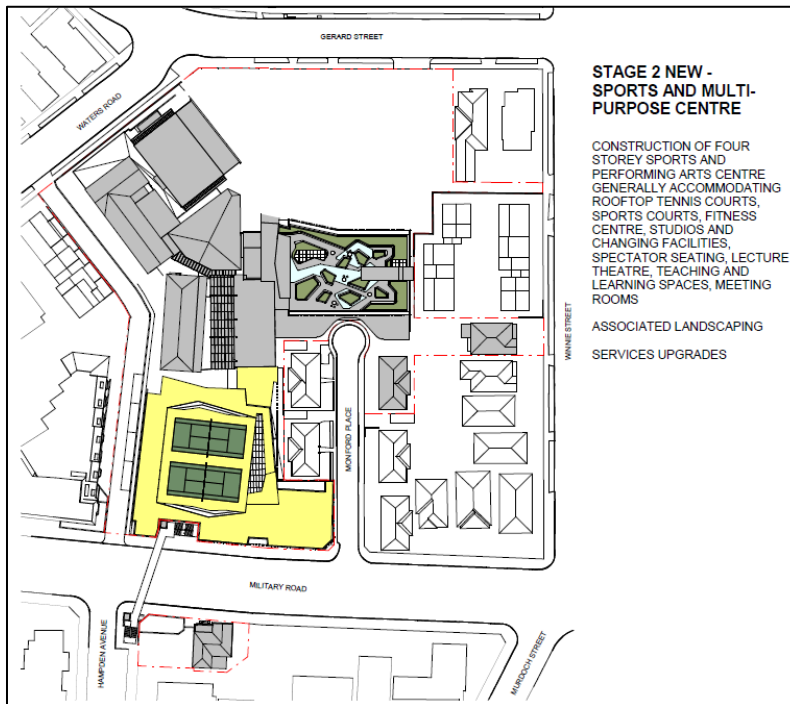 GERARD STREET
WATERS ROAD
STAGE 2 NEW -
SPORTS AND MULTI-
PURPOSE CENTRE
CONSTRUCTION OF FOUR
STOREY SPORTS AND
PERFORMING ARTS CENTRE
GENERALLY ACCOMMODATING
ROOFTOP TENNIS COURTS,
SPORTS COURTS, FITNESS
CENTRE, STUDIOS AND
CHANGING FACILITIES,
SPECTATOR SEATING, LECTURE
THEATRE, TEACHING AND
LEARNING SPACES, MEETING
ROOMS
ASSOCIATED LANDSCAPING
SERVICES UPGRADES
WINNIE STREET
MONFORD PLACE
MILITARY ROAD
HAMPDEN AVENUE
MURDOCH STREET